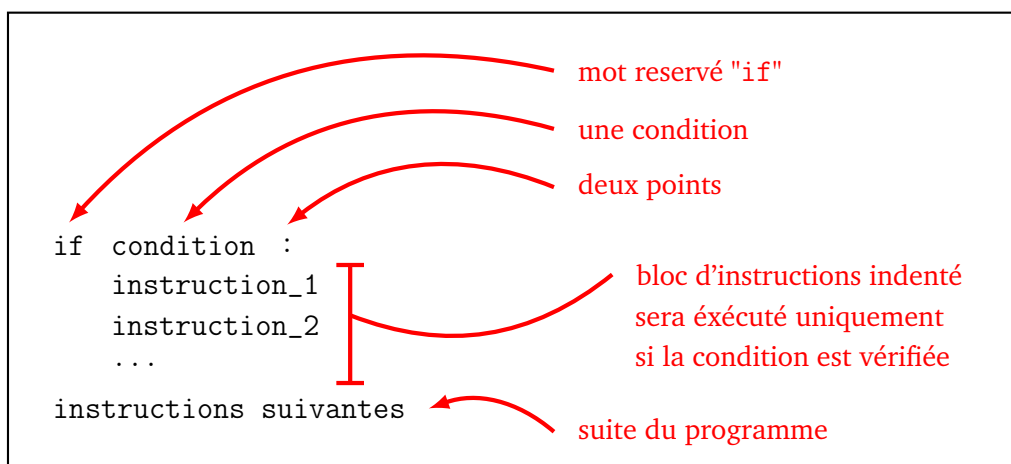 mot reservé "if"
une condition
deux points
if condition :
instruction_1
instruction_2
...
bloc d'instructions indenté
sera éxécuté uniquement
si la condition est vérifiée
instructions suivantes
suite du programme